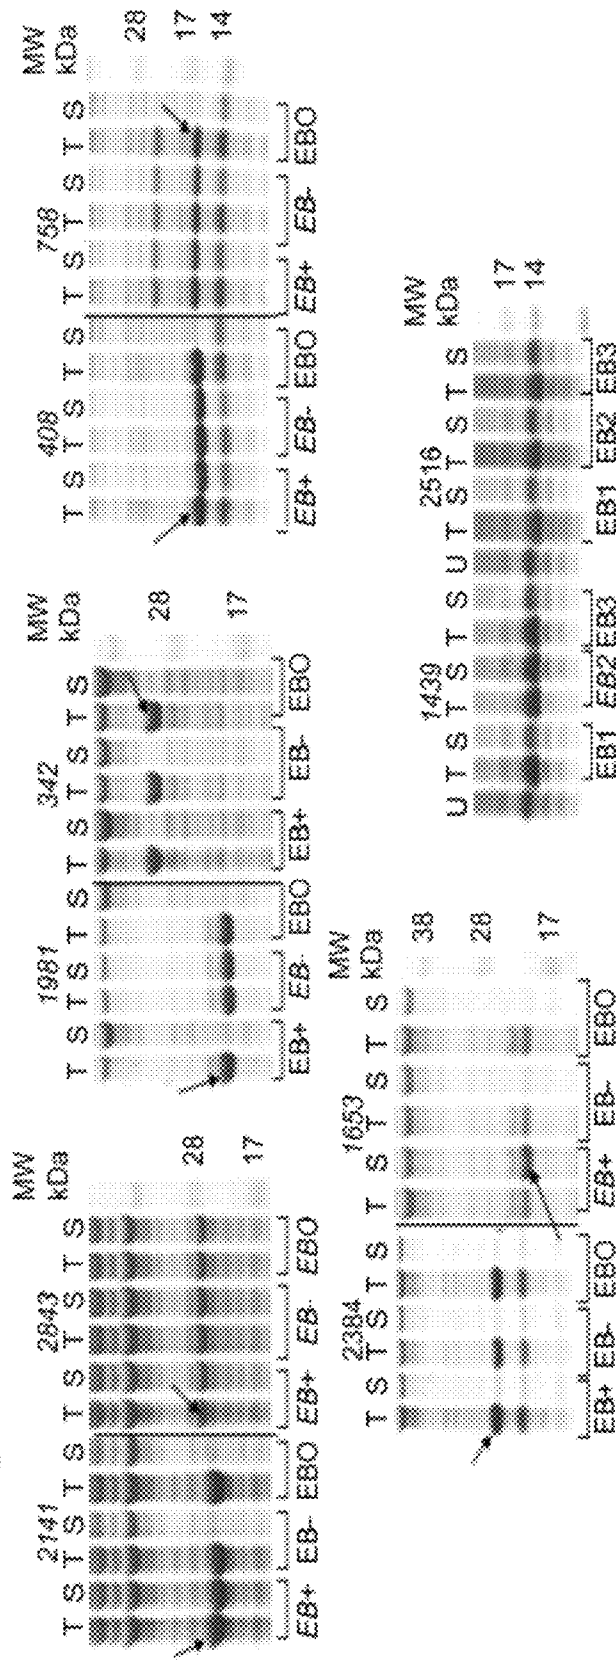 MW
kDa
2141 2843
T S T S T S T S T S T S
28
17
EB+ EB- EBO EB+ EB- EBO
MW
kDa
1981 342
T S T S T S T S T S T S
28
17
EB+ EB- EBO EB+ EB- EBO
MW
kDa
408 758
T S T S T S T S T S T S
28
17
14
EB+ EB- EBO EB+ EB- EBO
MW
kDa
2384 1653
T S T S T S T S T S T S
38
28
17
EB+ EB- EBO EB+ EB- EBO
MW
kDa
1439 2516
U T S T S T S U T S T S T S
17
14
EB1 EB2 EB3 EB1 EB2 EB3